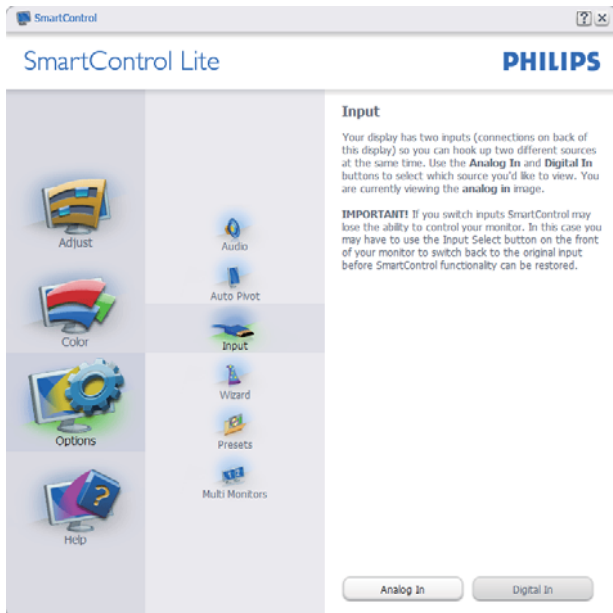 SmartControl
SmartControl Lite
PHILIPS
Adjust
Color
Options
Help
Audio
Auto Pivot
Input
Wizard
Presets
Multi Monitors
Input
Your display has two inputs (connections on back of
this display) so you can hook up two different sources
at the same time. Use the Analog In and Digital In
buttons to select which source you'd like to view. You
are currently viewing the analog in image.
IMPORTANT! If you switch inputs SmartControl may
lose the ability to control your monitor. In this case you
may have to use the Input Select button on the front
of your monitor to switch back to the original input
before SmartControl functionality can be restored.
Analog In
Digital In